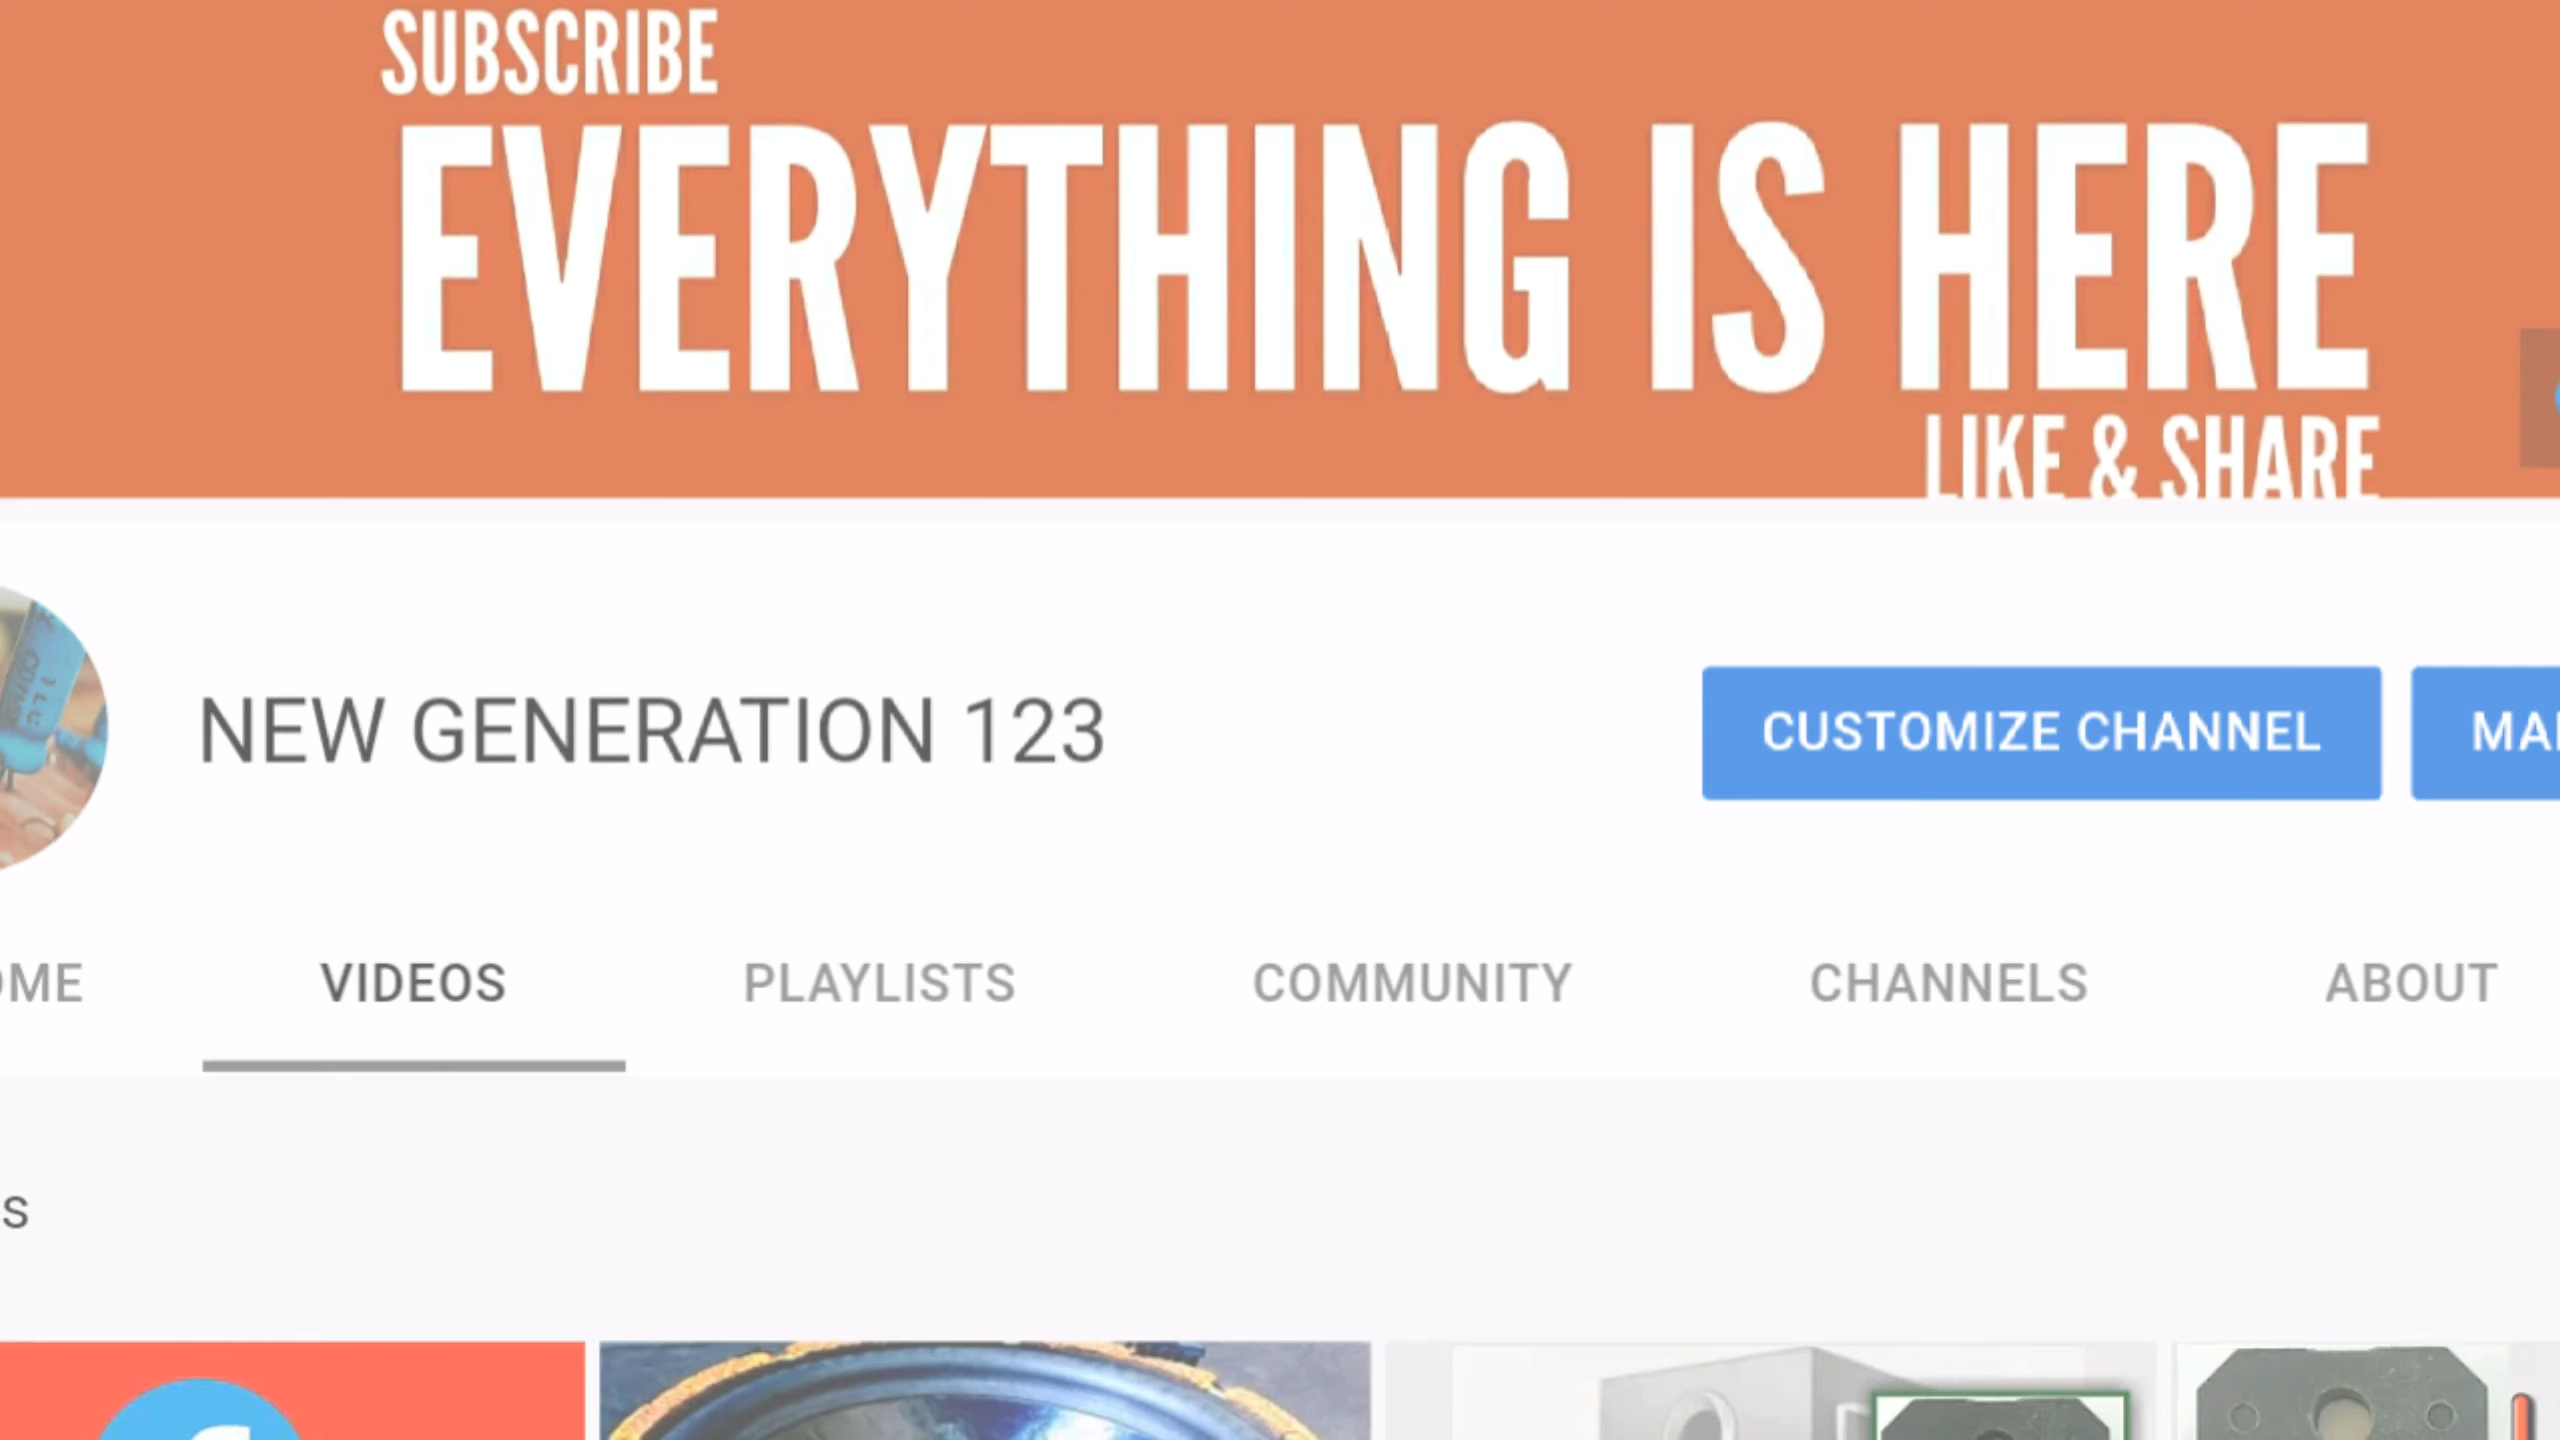 SUBSCRIBE
EVERYTHING IS HERE
LIKE & SHARE
NEW GENERATION 123
CUSTOMIZE CHANNEL
VIDEOS PLAYLISTS COMMUNITY CHANNELS ABOUT